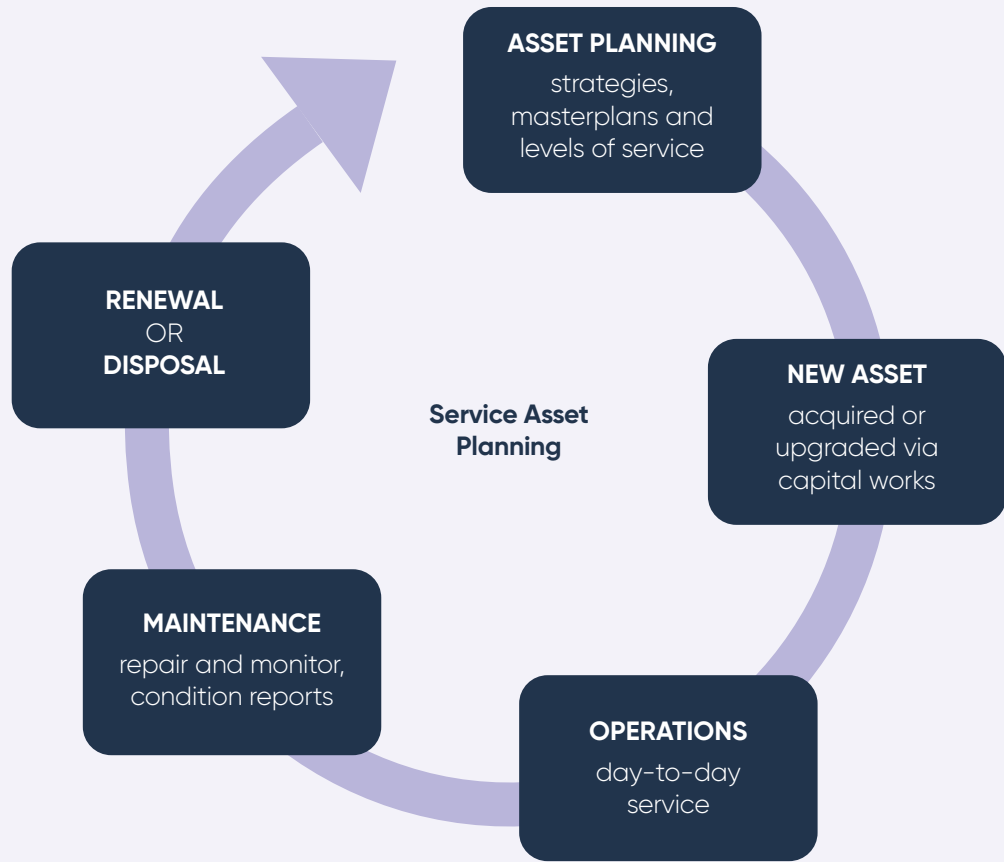 ASSET PLANNING
strategies,
masterplans and
levels of service
NEW ASSET
acquired or
upgraded via
capital works
OPERATIONS
day-to-day
service
MAINTENANCE
repair and monitor,
condition reports
RENEWAL
OR
DISPOSAL
Service Asset
Planning